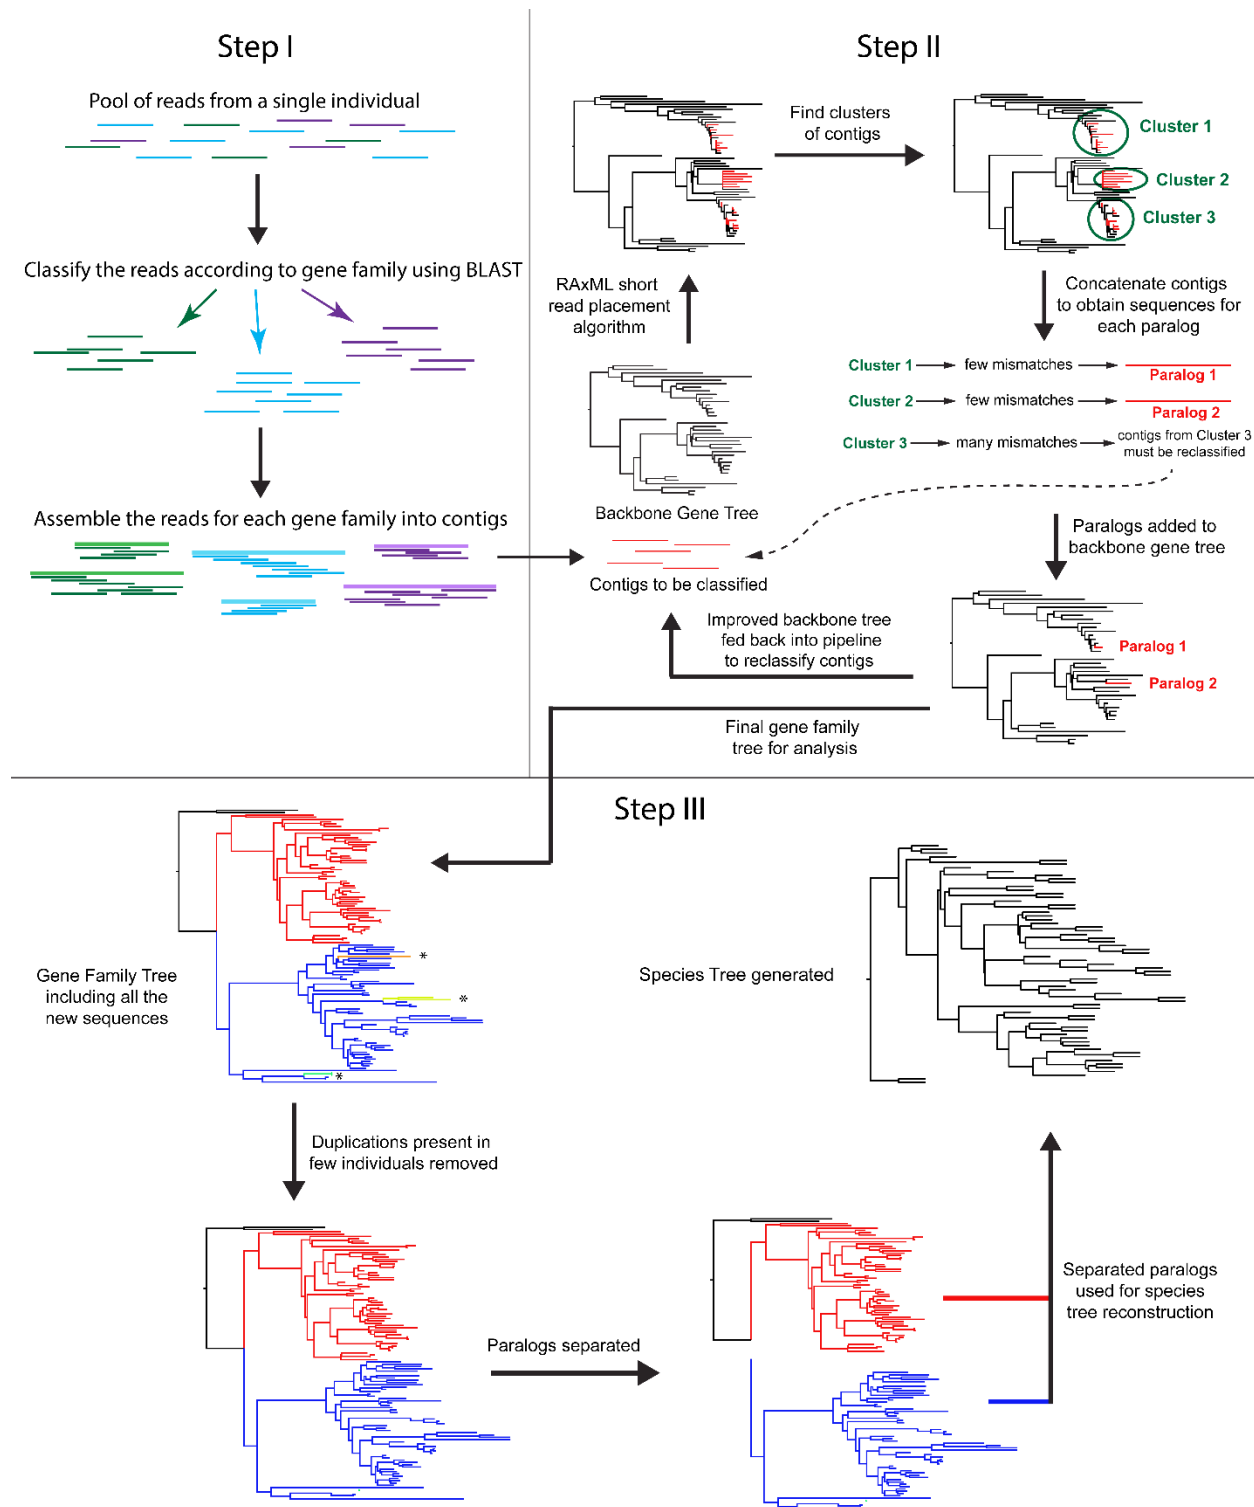 Step I
Pool of reads from a single individual
Classify the reads according to gene family using BLAST
Assemble the reads for each gene family into contigs
Step II
Find clusters
of contigs
Cluster 1
Cluster 2
Cluster 3
RAxML short
read placement
algorithm
Concatenate contigs
to obtain sequences for
each paralog
Cluster 1
few mismatches
Paralog 1
Cluster 2
few mismatches
Paralog 2
Cluster 3
many mismatches
contigs from Cluster 3
must be reclassified
Backbone Gene Tree
Contigs to be classified
Paralogs added to
backbone gene tree
Improved backbone tree
fed back into pipeline
to reclassify contigs
Paralog 1
Paralog 2
Final gene family
tree for analysis
Step III
Gene Family Tree
including all the
new sequences
*
*
*
Species Tree generated
Duplications present in
few individuals removed
Paralogs separated
Separated paralogs
used for species
tree reconstruction